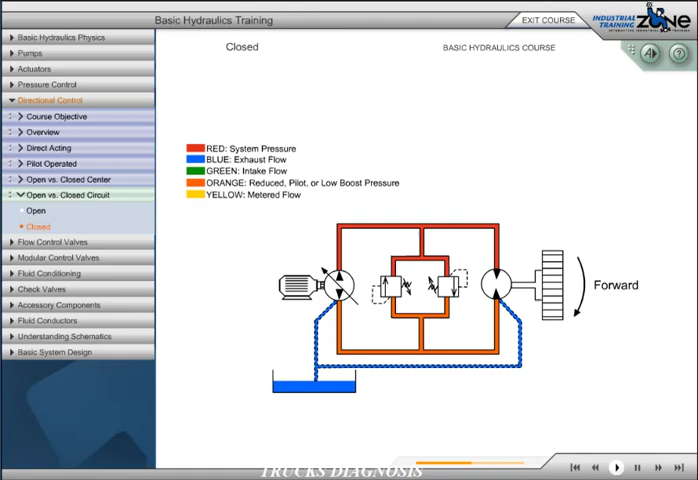 Basic Hydraulics Training
EXIT COURSE
INDUSTRIAL
TRAINING
ZONE
Basic Hydraulics Physics
Pumps
Actuators
Pressure Control
Directional Control
Course Objective
Overview
Direct Acting
Pilot Operated
Open vs. Closed Center
Open vs. Closed Circuit
Open
Closed
Flow Control Valves
Modular Control Valves
Fluid Conditioning
Check Valves
Accessory Components
Fluid Conductors
Understanding Schematics
Basic System Design
Closed
BASIC HYDRAULICS COURSE
A
?
RED: System Pressure
BLUE: Exhaust Flow
GREEN: Intake Flow
ORANGE: Reduced, Pilot, or Low Boost Pressure
YELLOW: Metered Flow
Forward
TRUCKS DIAGNOSIS